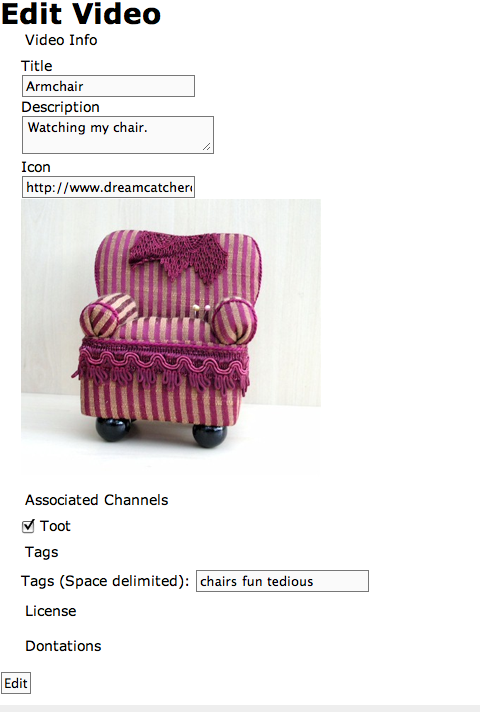 Edit Video
Video Info
Title
Armchair
Description
Watching my chair.
Icon
http://www.dreamcatchere
Associated Channels
Toot
Tags
Tags (Space delimited): chairs fun tedious
License
Dontations
Edit